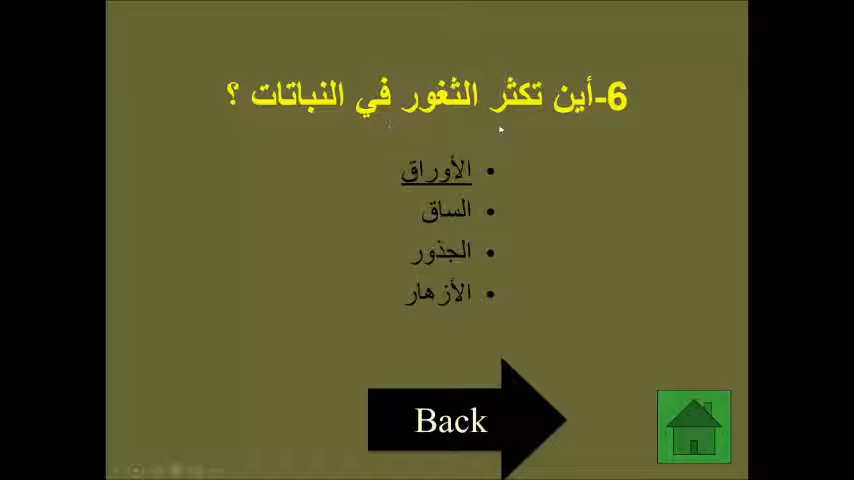 6-أين تكثر الثغور في النباتات ؟
• الأوراق
• الساق
• الجذور
• الأزهار
Back